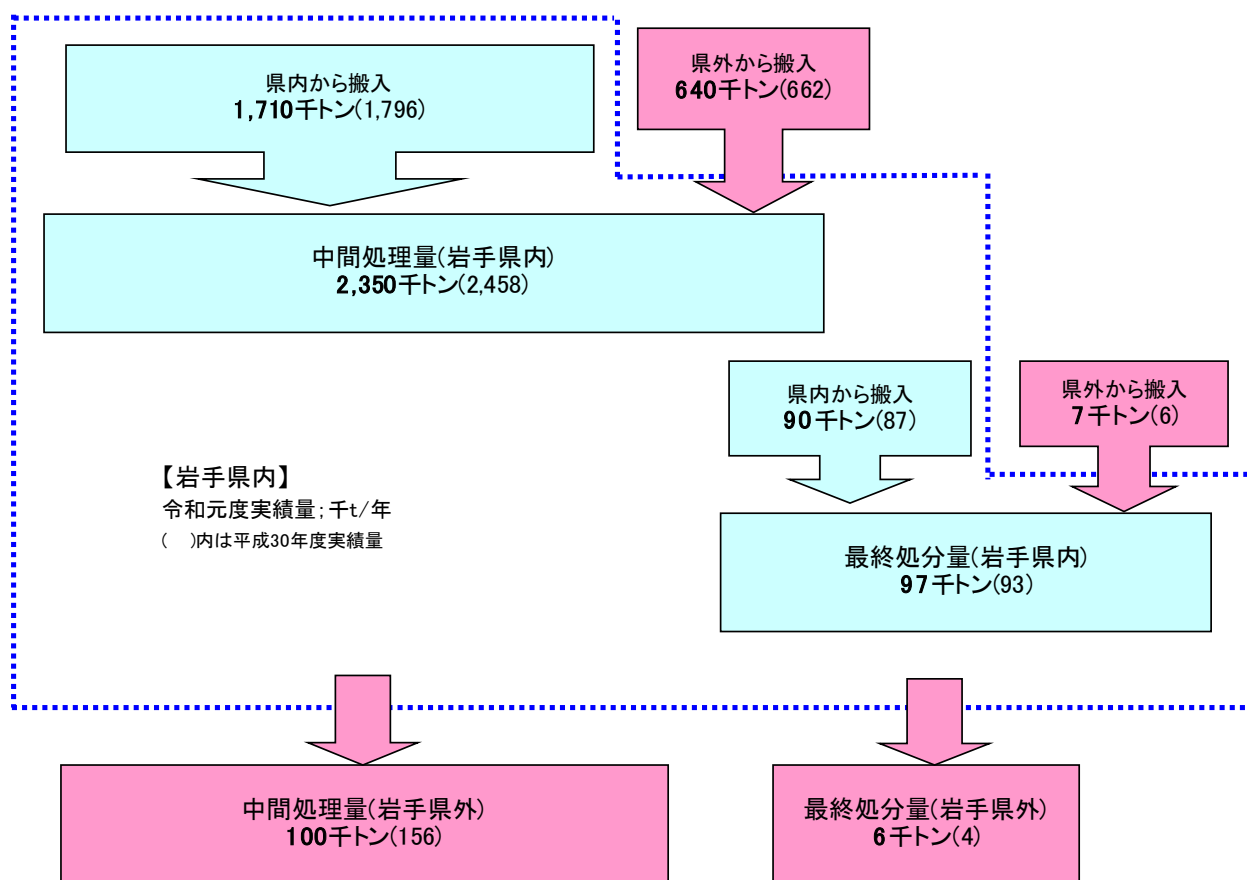 県内から搬入
1,710千トン(1,796)
県外から搬入
640千トン(662)
中間処理量(岩手県内)
2,350千トン(2,458)
県内から搬入
90千トン(87)
県外から搬入
7千トン(6)
【岩手県内】
令和元度実績量;千t/年
(　)内は平成30年度実績量
最終処分量(岩手県内)
97千トン(93)
中間処理量(岩手県外)
100千トン(156)
最終処分量(岩手県外)
6千トン(4)